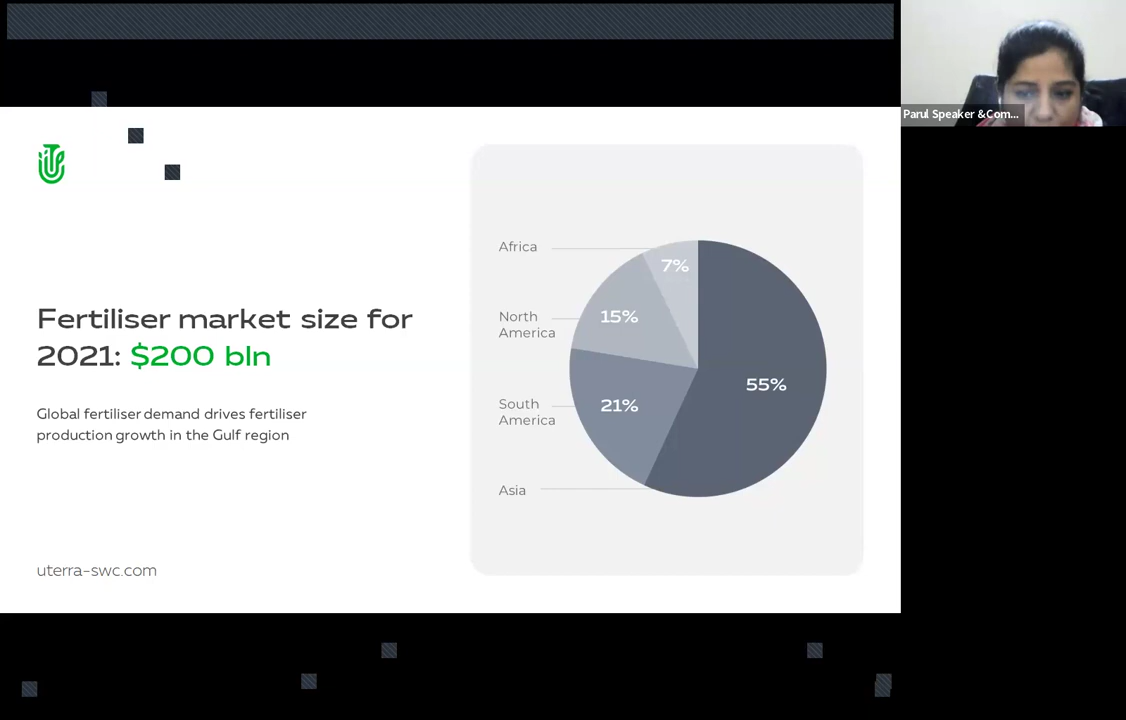 Parul Speaker &Com...
Fertiliser market size for
2021: $200 bln
Global fertiliser demand drives fertiliser
production growth in the Gulf region
uterra-swc.com
Africa
7%
North
America
15%
55%
South
America
21%
Asia